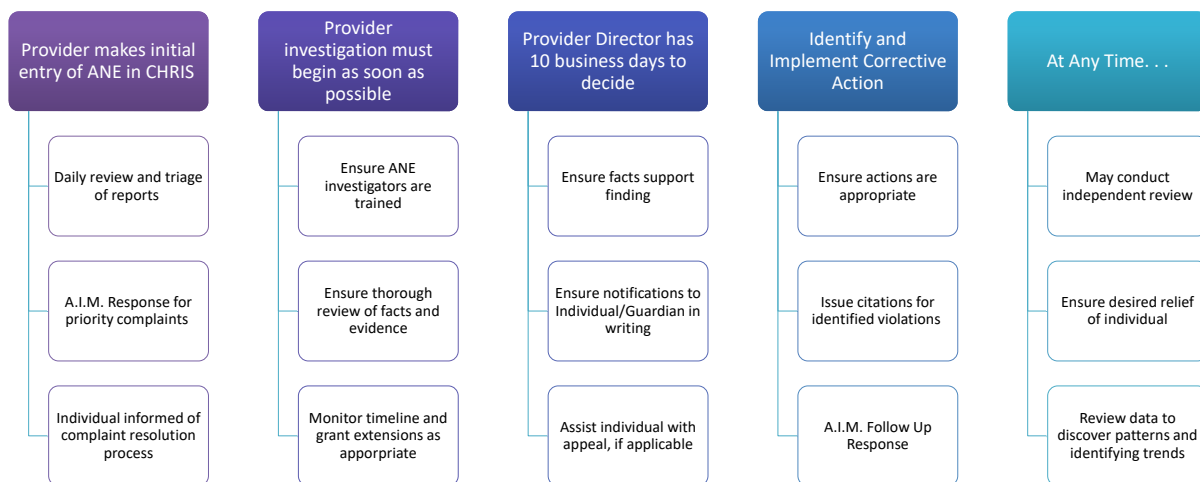 Provider makes initial
entry of ANE in CHRIS
Daily review and triage
of reports
A.I.M. Response for
priority complaints
Individual informed of
complaint resolution
process
Provider
investigation must
begin as soon as
possible
Ensure ANE
investigators are
trained
Ensure thorough
review of facts and
evidence
Monitor timeline and
grant extensions as
apporpriate
Provider Director has
10 business days to
decide
Ensure facts support
finding
Ensure notifications to
Individual/Guardian in
writing
Assist individual with
appeal, if applicable
Identify and
Implement Corrective
Action
Ensure actions are
appropriate
Issue citations for
identified violations
A.I.M. Follow Up
Response
At Any Time. . .
May conduct
independent review
Ensure desired relief
of individual
Review data to
discover patterns and
identifying trends